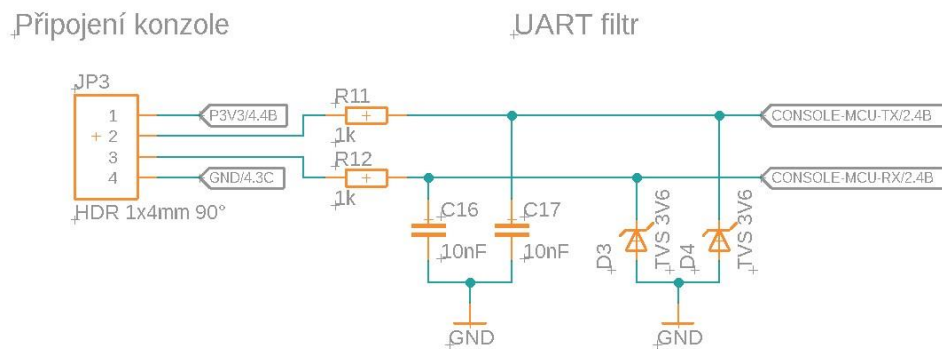 Připojení konzole
UART filtr
JP3
1
2
3
4
HDR 1x4mm 90°
P3V3/4.4B
GND/4.3C
R11
1k
R12
1k
CONSOLE-MCU-TX/2.4B
CONSOLE-MCU-RX/2.4B
C16
10nF
C17
10nF
D3
TVS 3V6
D4
TVS 3V6
GND
GND